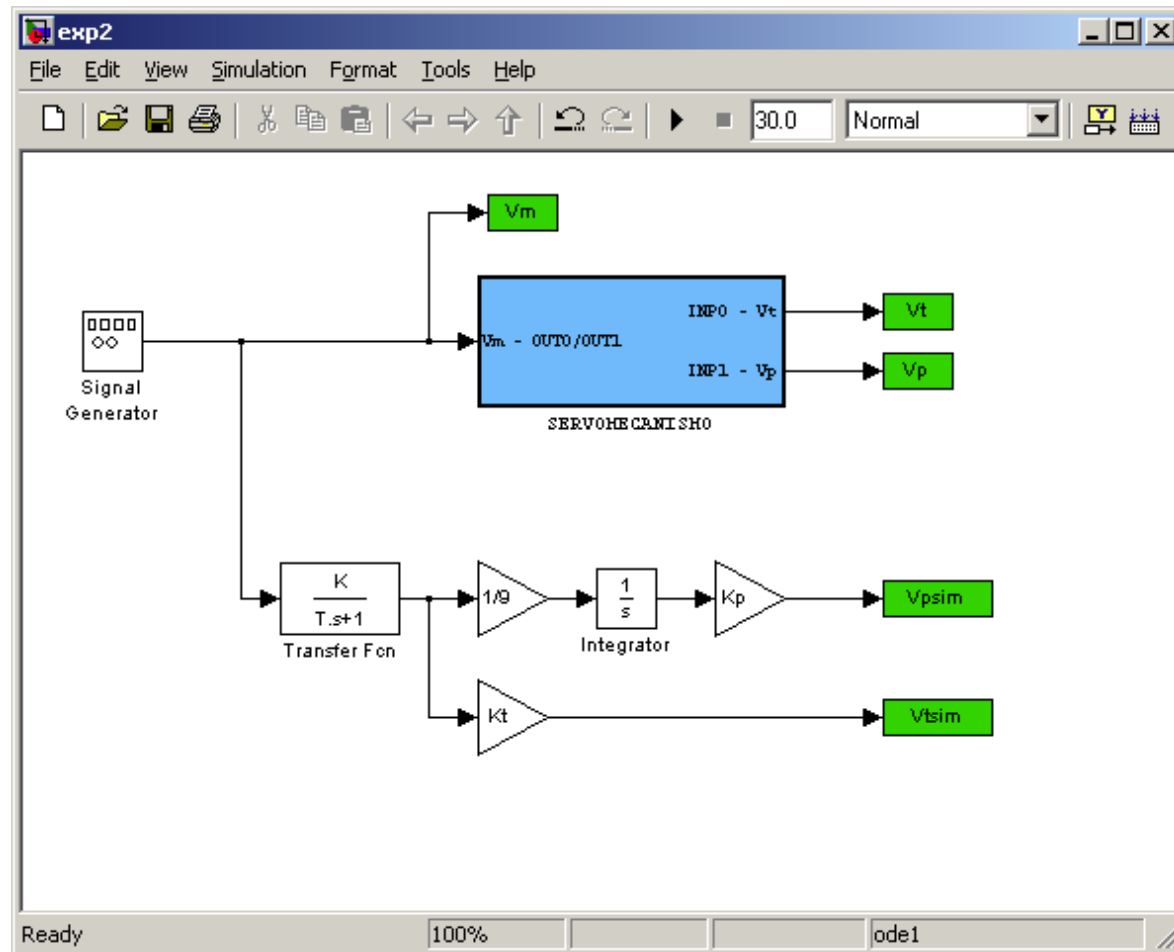 exp2
File Edit View Simulation Format Tools Help
30.0 Normal
Vm
Signal
Generator
Vm - OUT0/OUT1
INP0 - Vt
INP1 - Vp
SERVOMECANISMO
Vt
Vp
K
T.s+1
Transfer Fcn
1/9
1
s
Integrator
Kp
Vpsim
Kt
Vtsim
Ready 100% ode1